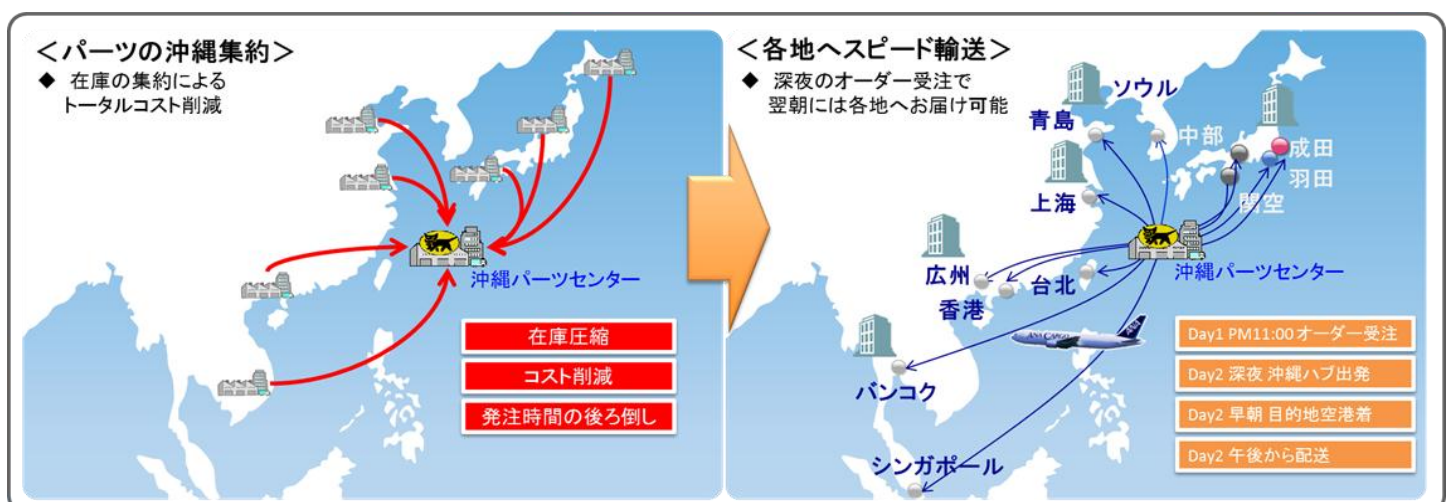 ＜パーツの沖縄集約＞
◆ 在庫の集約による
トータルコスト削減
沖縄パーツセンター
在庫圧縮
コスト削減
発注時間の後ろ倒し
＜各地へスピード輸送＞
◆ 深夜のオーダー受注で
翌朝には各地へお届け可能
ソウル
青島
中部
成田
羽田
関空
上海
沖縄パーツセンター
広州
台北
香港
ANA CARGO
ANA
バンコク
シンガポール
Day1 PM11:00 オーダー受注
Day2 深夜 沖縄ハブ出発
Day2 早朝 目的地空港着
Day2 午後から配送